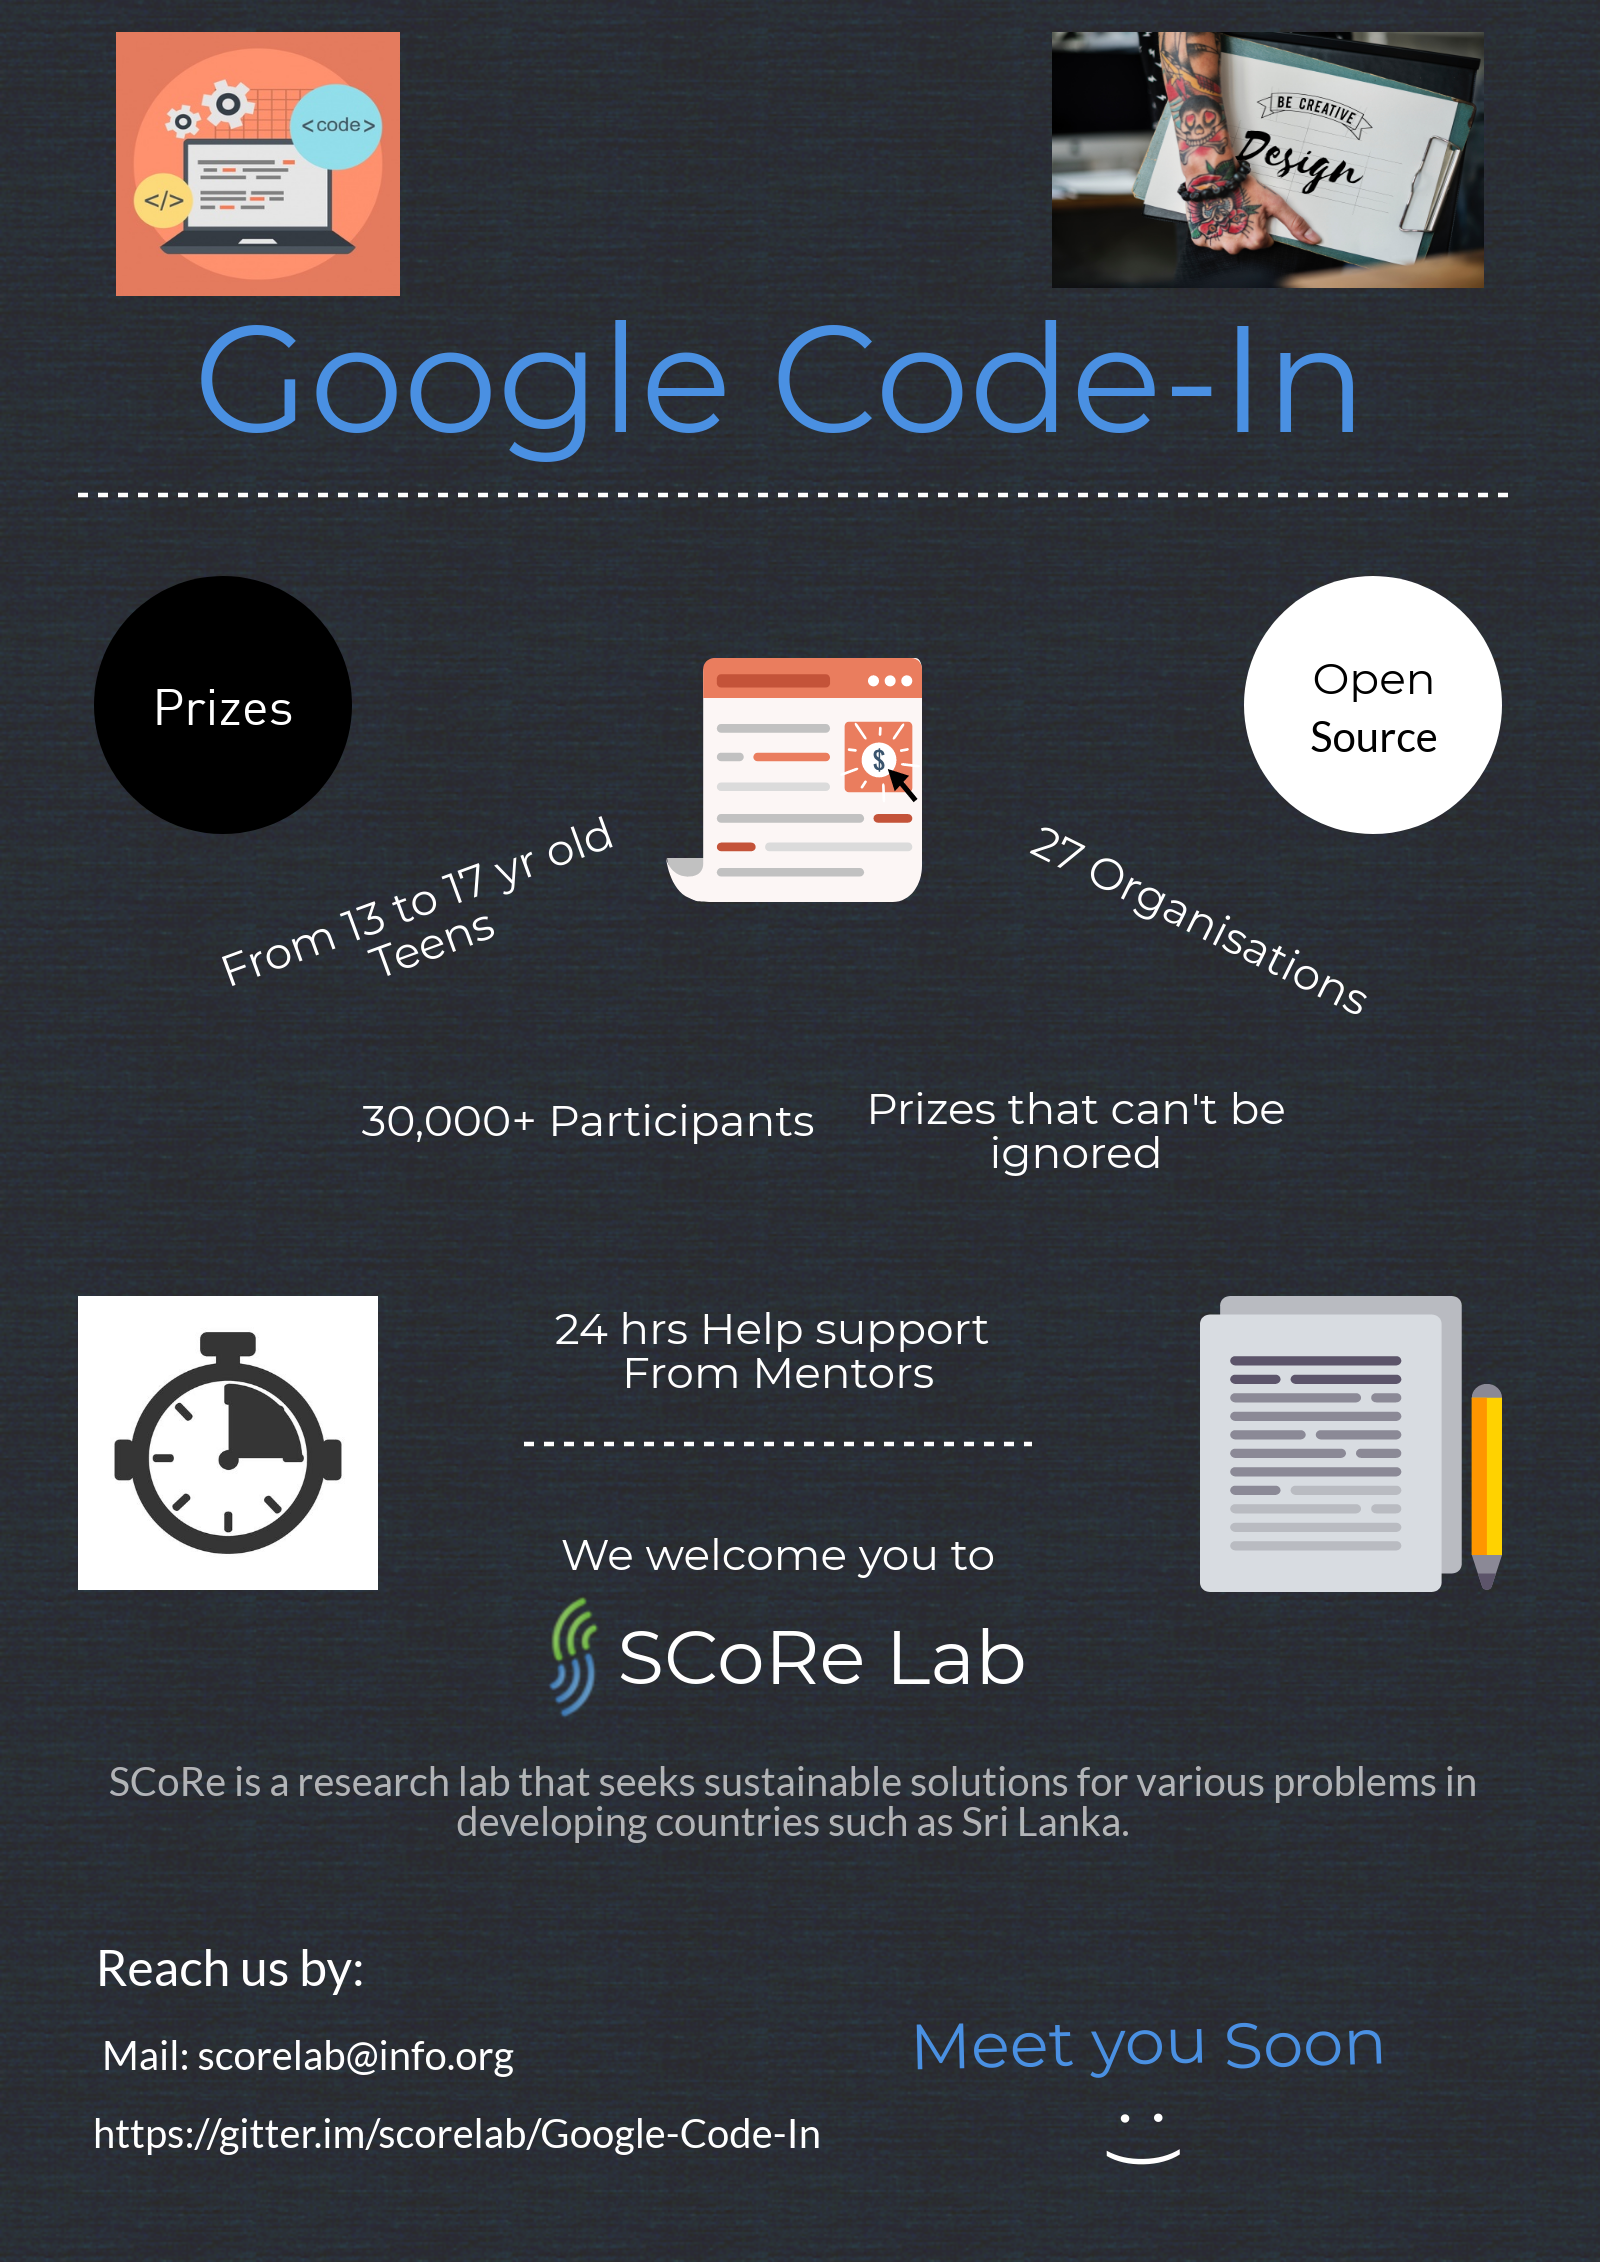 <code>
</>
BE CREATIVE
Design
Google Code-In
Prizes
Open
Source
$
From 13 to 17 yr old
Teens
27 Organisations
30,000+ Participants
Prizes that can't be
ignored
24 hrs Help support
From Mentors
We welcome you to
SCoRe Lab
SCoRe is a research lab that seeks sustainable solutions for various problems in
developing countries such as Sri Lanka.
Reach us by:
Mail: scorelab@info.org
https://gitter.im/scorelab/Google-Code-In
Meet you Soon